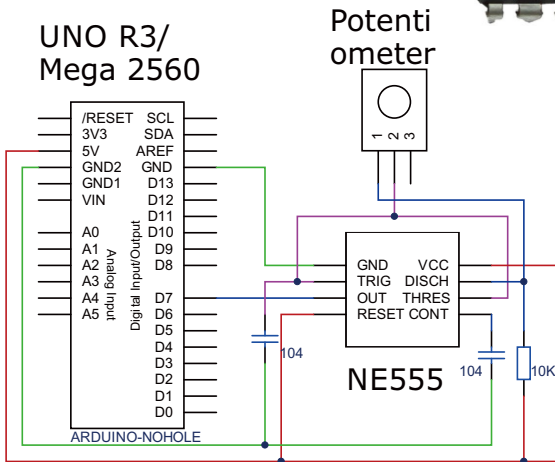 UNO R3/
Mega 2560
Potenti
ometer
1 2 3
/RESET SCL
3V3 SDA
5V AREF
GND2 GND
GND1 D13
VIN D12
D11
A0 D10
A1 D9
A2 D8
A3
A4 D7
A5 D6
D5
D4
D3
D2
D1
D0
Analog Input
Digital Input/Output
ARDUINO-NOHOLE
GND VCC
TRIG DISCH
OUT THRES
RESET CONT
NE555
104
104
10K